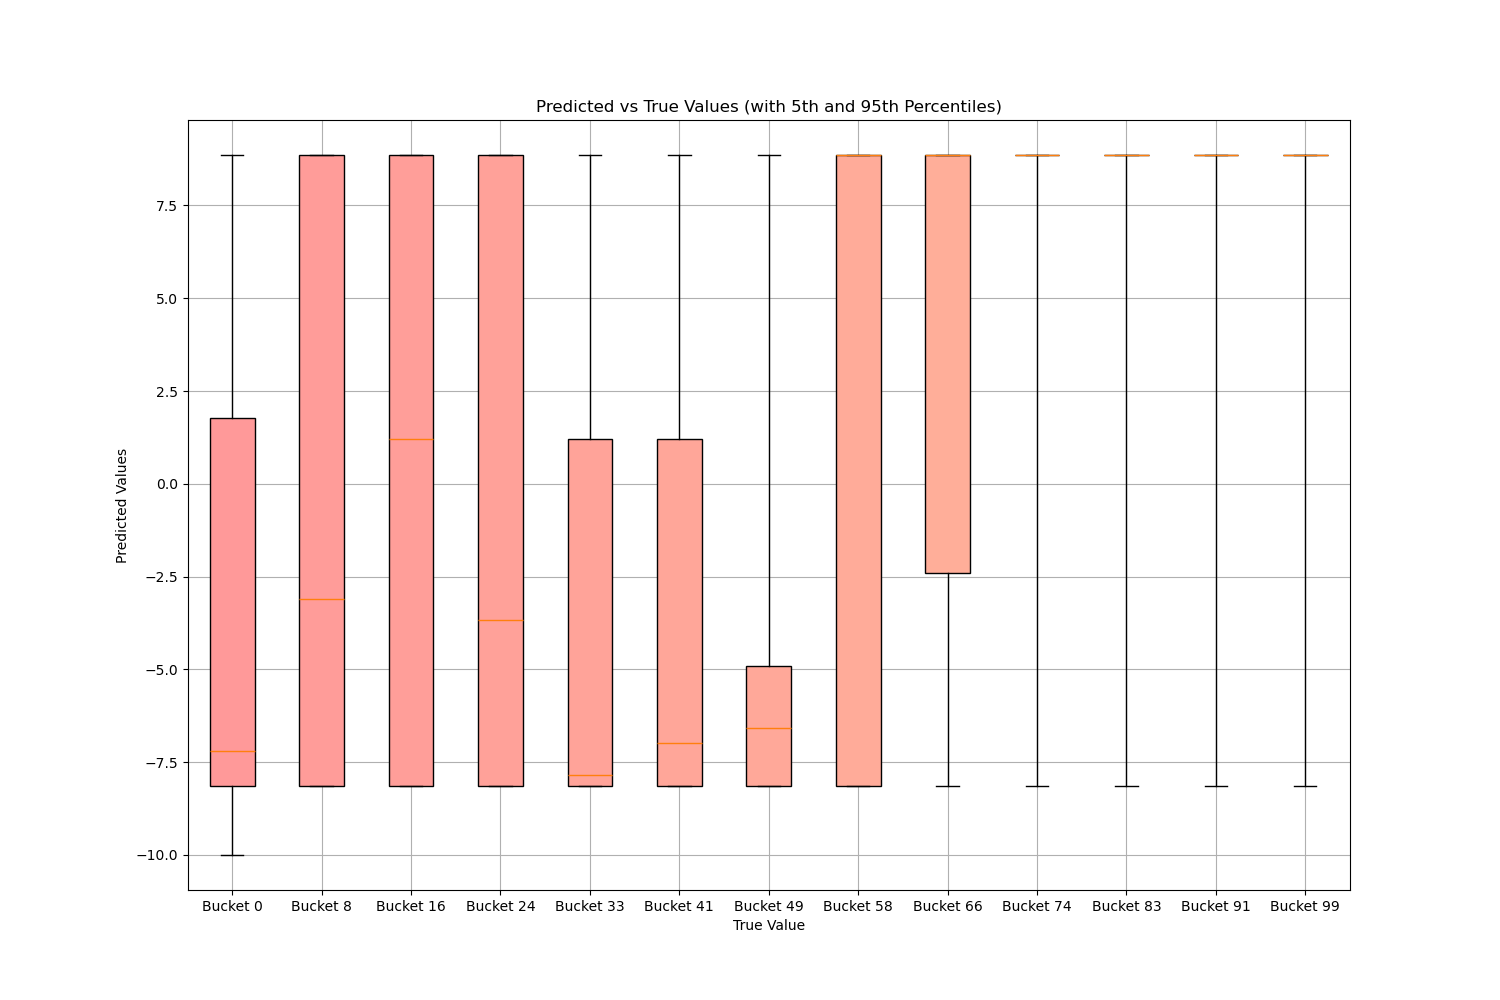 Predicted vs True Values (with 5th and 95th Percentiles)
7.5
5.0
2.5
0.0
−2.5
−5.0
−7.5
−10.0
Predicted Values
Bucket 0 Bucket 8 Bucket 16 Bucket 24 Bucket 33 Bucket 41 Bucket 49 Bucket 58 Bucket 66 Bucket 74 Bucket 83 Bucket 91 Bucket 99
True Value